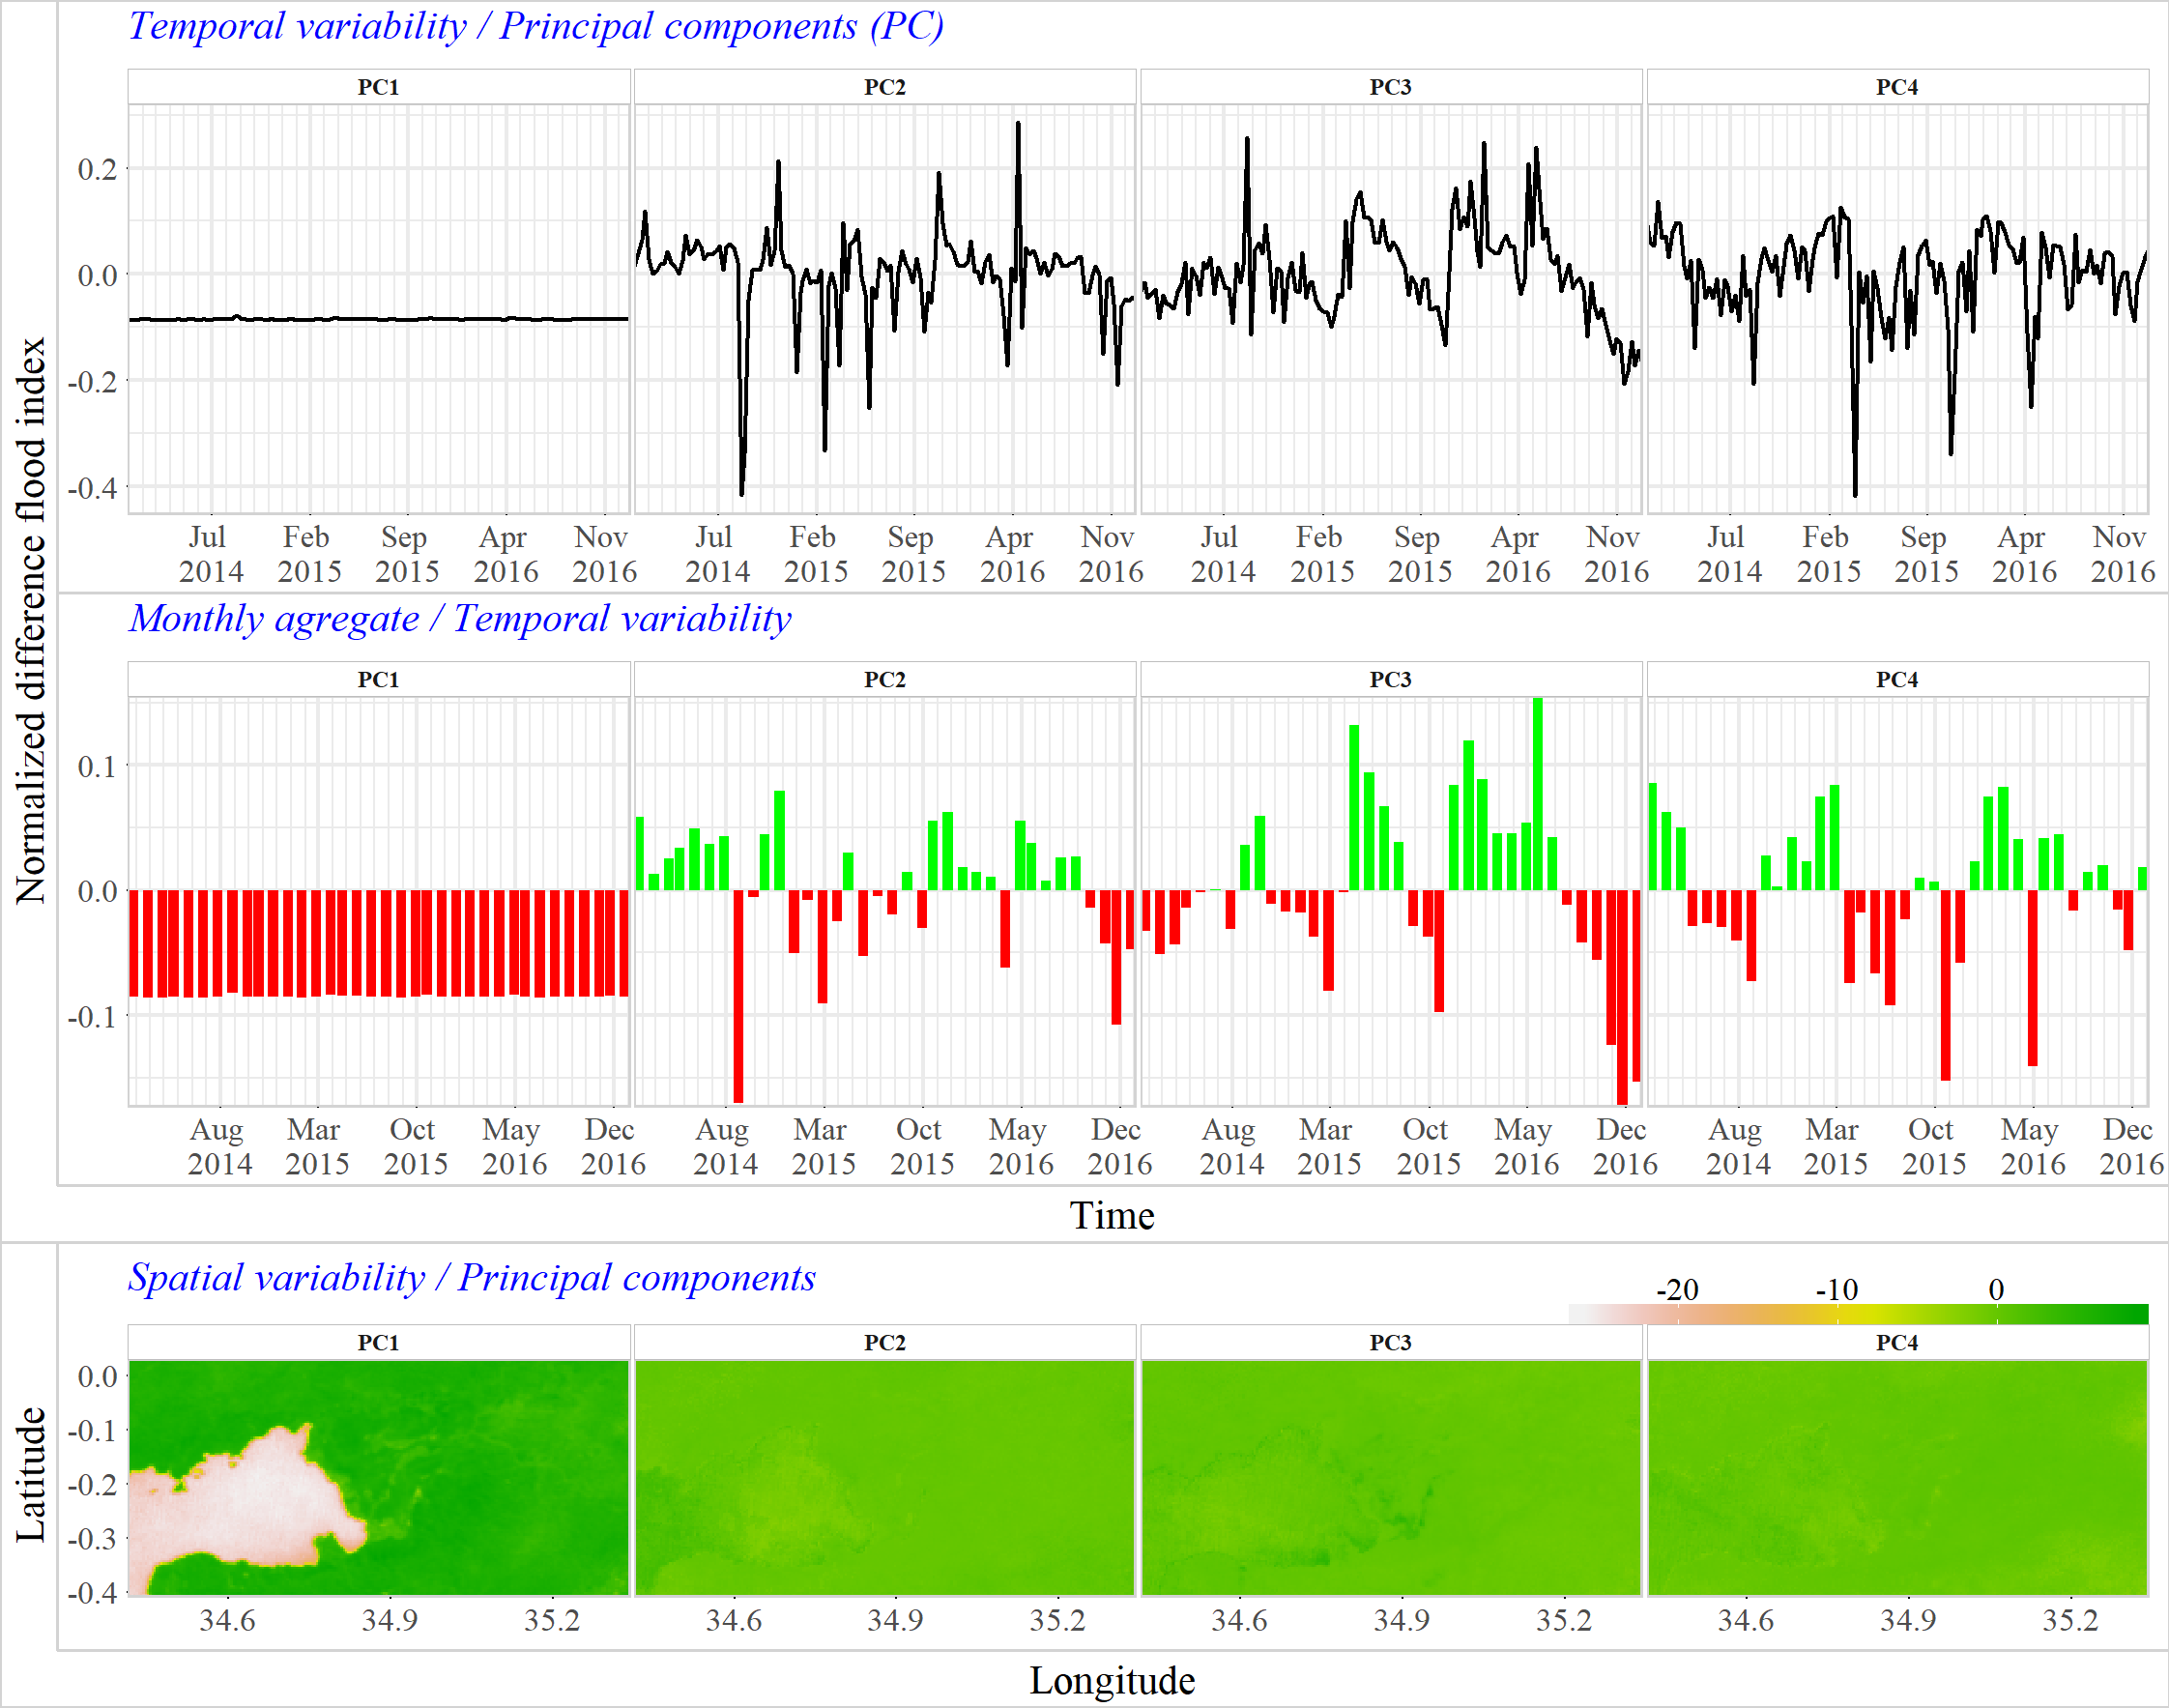 Temporal variability / Principal components (PC)
PC1 PC2 PC3 PC4
0.2
0.0
-0.2
-0.4
Jul Feb Sep Apr Nov Jul Feb Sep Apr Nov Jul Feb Sep Apr Nov Jul Feb Sep Apr Nov
2014 2015 2015 2016 2016 2014 2015 2015 2016 2016 2014 2015 2015 2016 2016 2014 2015 2015 2016 2016
Normalized difference flood index
Monthly agregate / Temporal variability
PC1 PC2 PC3 PC4
0.1
0.0
-0.1
Aug Mar Oct May Dec Aug Mar Oct May Dec Aug Mar Oct May Dec Aug Mar Oct May Dec
2014 2015 2015 2016 2016 2014 2015 2015 2016 2016 2014 2015 2015 2016 2016 2014 2015 2015 2016 2016
Time
Spatial variability / Principal components
-20 -10 0
PC1 PC2 PC3 PC4
0.0
-0.1
-0.2
-0.3
-0.4
Latitude
34.6 34.9 35.2 34.6 34.9 35.2 34.6 34.9 35.2 34.6 34.9 35.2
Longitude